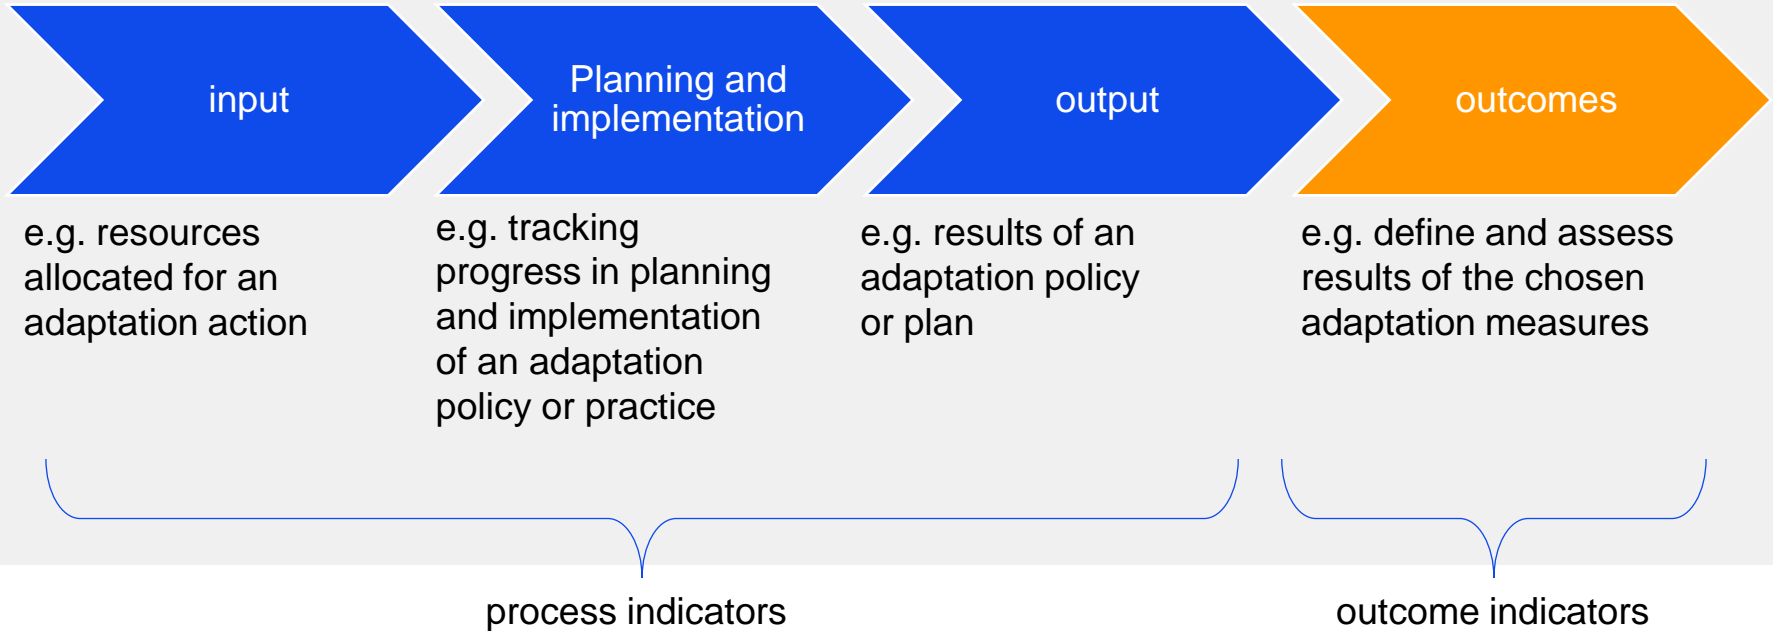 input
Planning and
implementation
output
outcomes
e.g. resources
allocated for an
adaptation action
e.g. tracking
progress in planning
and implementation
of an adaptation
policy or practice
e.g. results of an
adaptation policy
or plan
e.g. define and assess
results of the chosen
adaptation measures
process indicators
outcome indicators